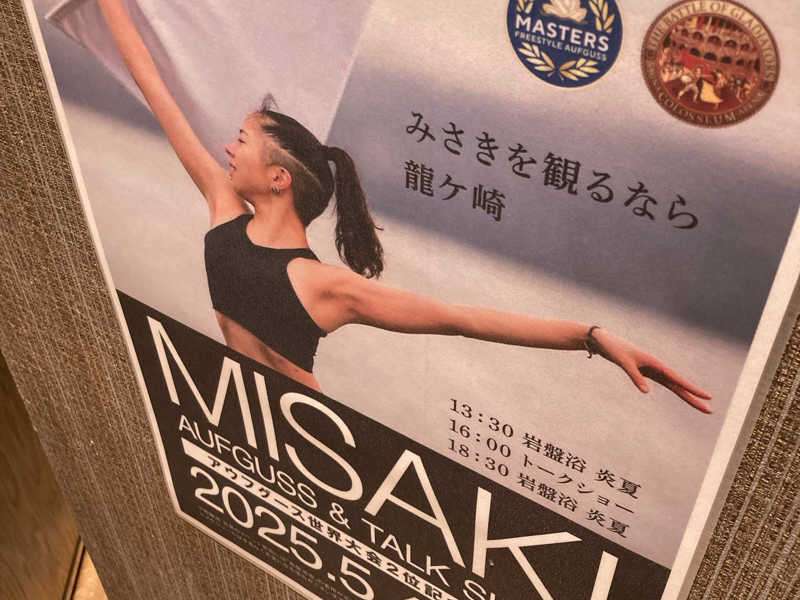 MASTERS
FREESTYLE AUFGUSS
THE BATTLE OF GLADIATORS
COLOSSEUM
みさきを観るなら
龍ケ崎
13:30 岩盤浴 炎夏
16:00 トークショー
18:30 岩盤浴 炎夏
MISAKI
AUFGUSS & TALK S
アウフグース世界大会2位記
2025.5.